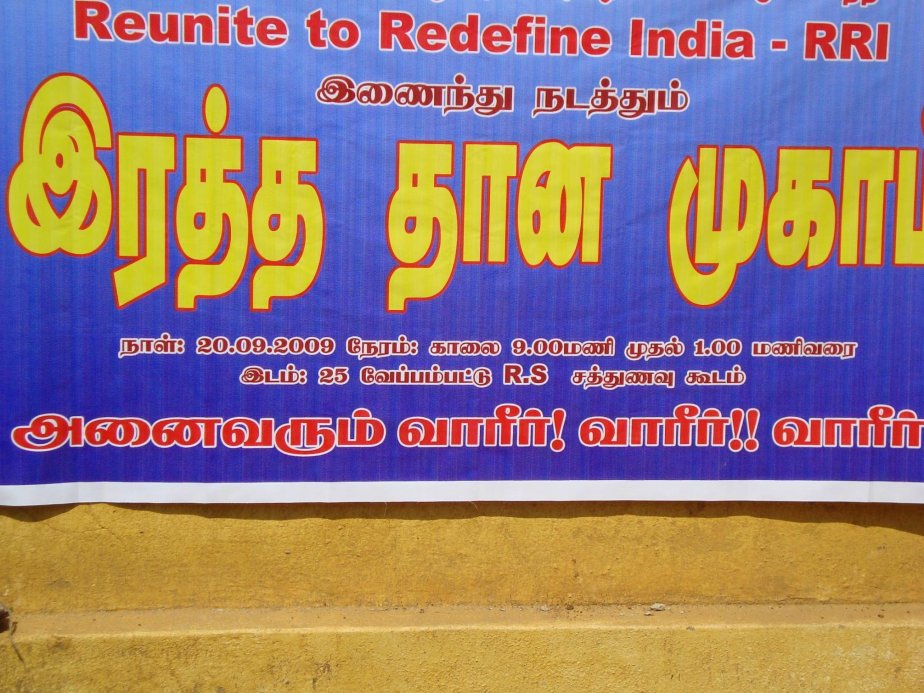 Reunite to Redefine India - RRI
இணைந்து நடத்தும்
இரத்த தான முகாம
நாள்: 20.09.2009 நேரம்: காலை 9.00மணி முதல் 1.00 மணிவரை
இடம்: 25 வேப்பம்பட்டு R.S சத்துணவு கூடம்
அனைவரும் வாரீர்! வாரீர்!! வாரீர்